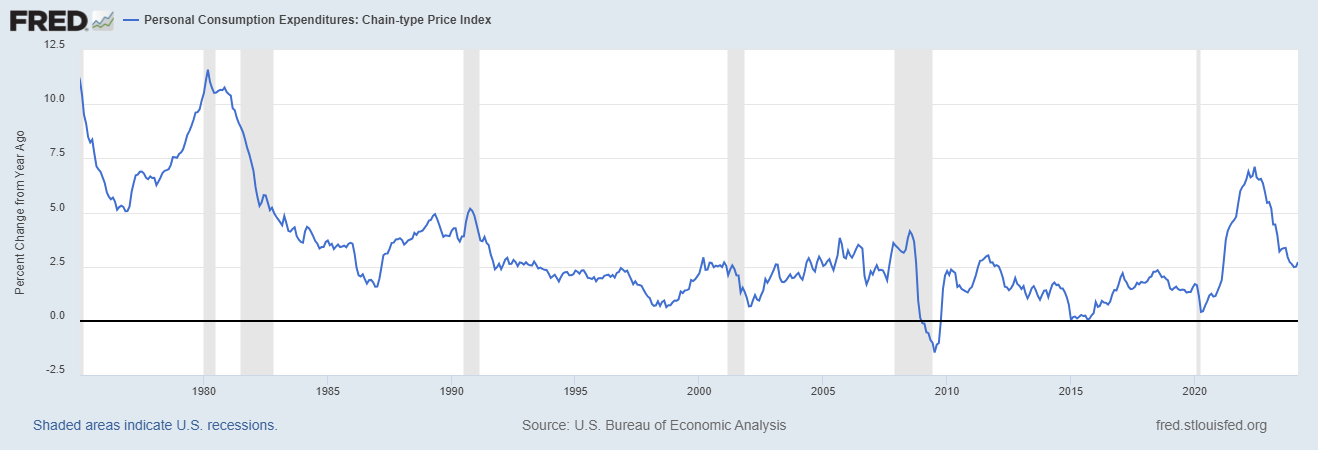 FRED
Personal Consumption Expenditures: Chain-type Price Index
12.5
10.0
7.5
5.0
2.5
0.0
-2.5
Percent Change from Year Ago
1980 1985 1990 1995 2000 2005 2010 2015 2020
Shaded areas indicate U.S. recessions. Source: U.S. Bureau of Economic Analysis fred.stlouisfed.org